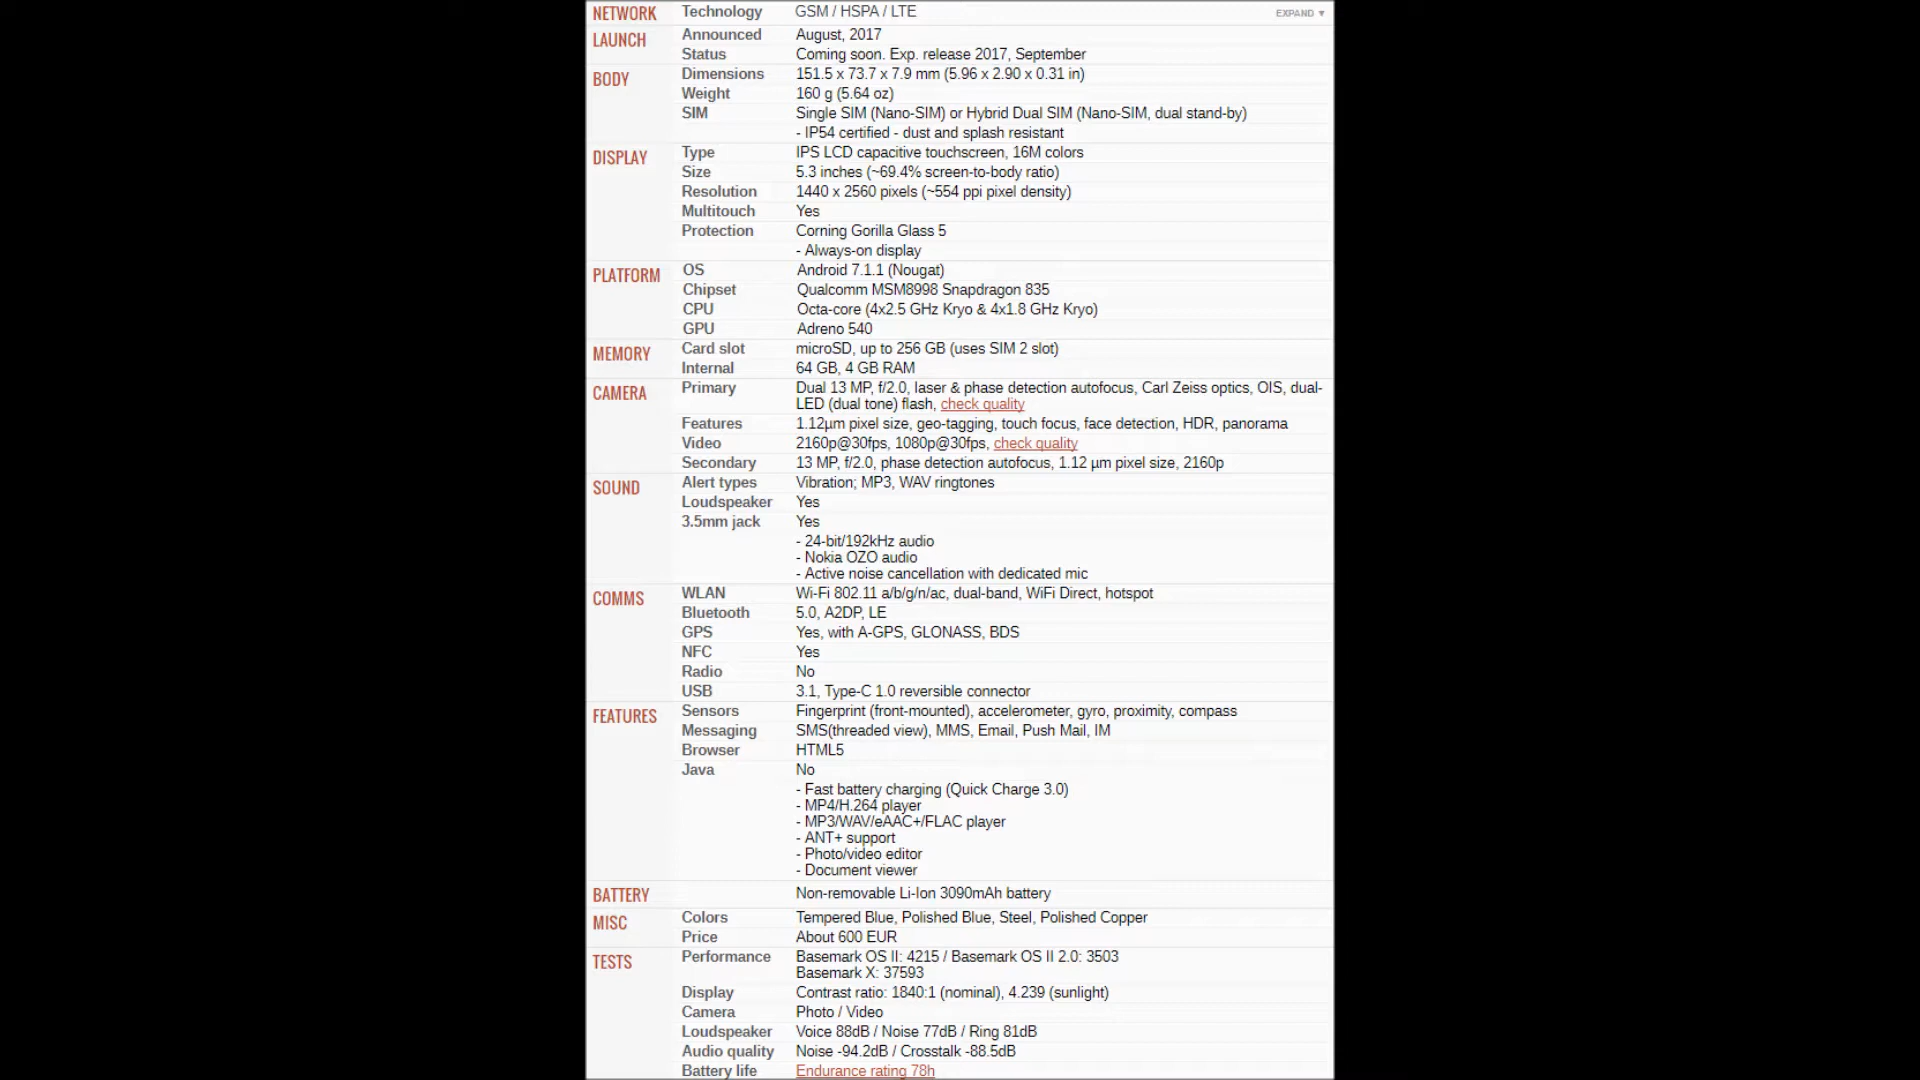 NETWORK Technology GSM / HSPA / LTE EXPAND ▼
LAUNCH Announced August, 2017
Status Coming soon. Exp. release 2017, September
BODY Dimensions 151.5 x 73.7 x 7.9 mm (5.96 x 2.90 x 0.31 in)
Weight 160 g (5.64 oz)
SIM Single SIM (Nano-SIM) or Hybrid Dual SIM (Nano-SIM, dual stand-by)
- IP54 certified - dust and splash resistant
DISPLAY Type IPS LCD capacitive touchscreen, 16M colors
Size 5.3 inches (~69.4% screen-to-body ratio)
Resolution 1440 x 2560 pixels (~554 ppi pixel density)
Multitouch Yes
Protection Corning Gorilla Glass 5
- Always-on display
PLATFORM OS Android 7.1.1 (Nougat)
Chipset Qualcomm MSM8998 Snapdragon 835
CPU Octa-core (4x2.5 GHz Kryo & 4x1.8 GHz Kryo)
GPU Adreno 540
MEMORY Card slot microSD, up to 256 GB (uses SIM 2 slot)
Internal 64 GB, 4 GB RAM
CAMERA Primary Dual 13 MP, f/2.0, laser & phase detection autofocus, Carl Zeiss optics, OIS, dual-
LED (dual tone) flash, check quality
Features 1.12µm pixel size, geo-tagging, touch focus, face detection, HDR, panorama
Video 2160p@30fps, 1080p@30fps, check quality
Secondary 13 MP, f/2.0, phase detection autofocus, 1.12 µm pixel size, 2160p
SOUND Alert types Vibration; MP3, WAV ringtones
Loudspeaker Yes
3.5mm jack Yes
- 24-bit/192kHz audio
- Nokia OZO audio
- Active noise cancellation with dedicated mic
COMMS WLAN Wi-Fi 802.11 a/b/g/n/ac, dual-band, WiFi Direct, hotspot
Bluetooth 5.0, A2DP, LE
GPS Yes, with A-GPS, GLONASS, BDS
NFC Yes
Radio No
USB 3.1, Type-C 1.0 reversible connector
FEATURES Sensors Fingerprint (front-mounted), accelerometer, gyro, proximity, compass
Messaging SMS(threaded view), MMS, Email, Push Mail, IM
Browser HTML5
Java No
- Fast battery charging (Quick Charge 3.0)
- MP4/H.264 player
- MP3/WAV/eAAC+/FLAC player
- ANT+ support
- Photo/video editor
- Document viewer
BATTERY Non-removable Li-Ion 3090mAh battery
MISC Colors Tempered Blue, Polished Blue, Steel, Polished Copper
Price About 600 EUR
TESTS Performance Basemark OS II: 4215 / Basemark OS II 2.0: 3503
Basemark X: 37593
Display Contrast ratio: 1840:1 (nominal), 4.239 (sunlight)
Camera Photo / Video
Loudspeaker Voice 88dB / Noise 77dB / Ring 81dB
Audio quality Noise -94.2dB / Crosstalk -88.5dB
Battery life Endurance rating 78h